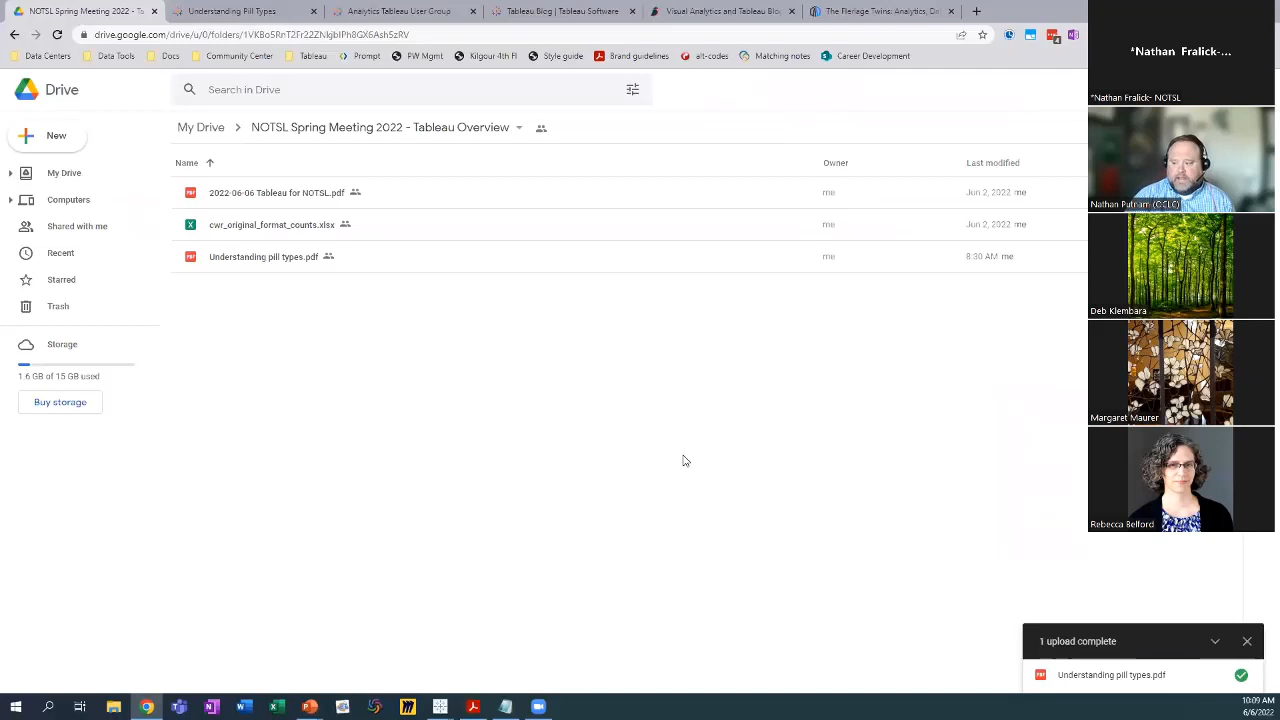 NOTSL Spring Meeting 2022 - T
Understanding Pill Types
Analytics Tableau User Group
Tableau Blog | Tableau Software
Visual Analytics and Tableau Blog
The Flerlage Twins: Analytics, Da
drive.google.com/drive/u/0/folders/1VKBo5RnT2Fr22ZNgibIPh8GX6Ash5zRV
Data Centers
Data Tools
Community Center
Tableau
Prompts
PW Mgmt
Kilguor-4th Fl
Style guide
Brand guidelines
alt-codes
Matching notes
Career Development
Drive
Search in Drive
New
My Drive
NOTSL Spring Meeting 2022 - Tableau Overview
Name
Owner
Last modified
2022-06-06 Tableau for NOTSL.pdf
me
Jun 2, 2022 me
cwr_original_format_counts.xlsx
me
Jun 2, 2022 me
Understanding pill types.pdf
me
8:30 AM me
My Drive
Computers
Shared with me
Recent
Starred
Trash
Storage
1.6 GB of 15 GB used
Buy storage
*Nathan Fralick-...
*Nathan Fralick- NOTSL
Nathan Putnam (OCLC)
Deb Klembara
Margaret Maurer
Rebecca Belford
1 upload complete
PDF
Understanding pill types.pdf
10:09 AM
6/6/2022